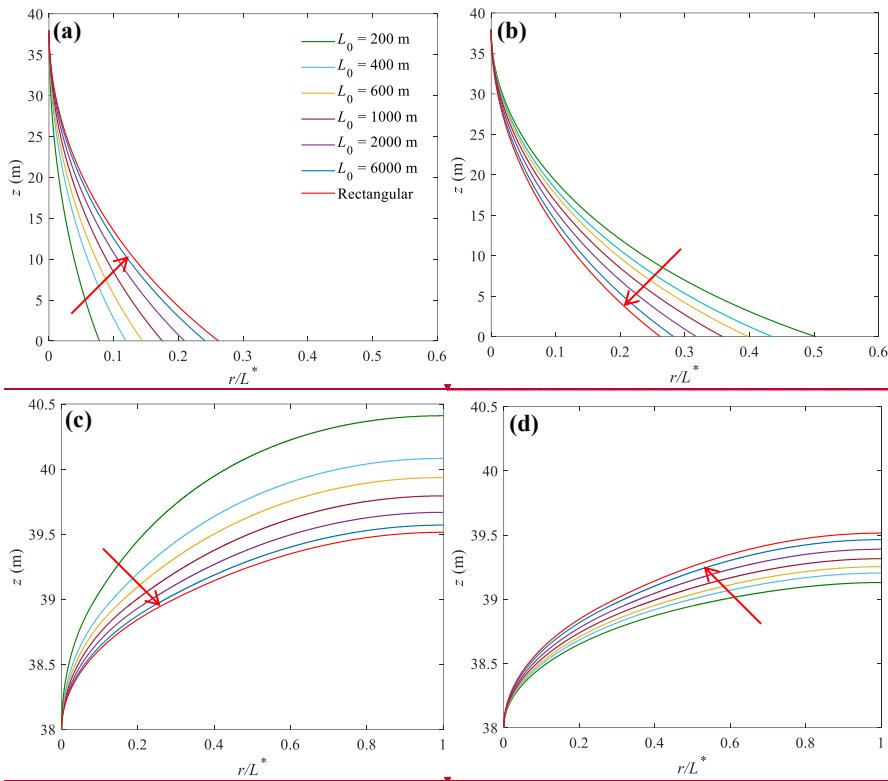 (a)
40
35
30
25
20
15
10
5
0
z (m)
0 0.1 0.2 0.3 0.4 0.5 0.6
r/L*
L0 = 200 m
L0 = 400 m
L0 = 600 m
L0 = 1000 m
L0 = 2000 m
L0 = 6000 m
Rectangular
(b)
40
35
30
25
20
15
10
5
0
z (m)
0 0.1 0.2 0.3 0.4 0.5 0.6
r/L*
(c)
40.5
40
39.5
39
38.5
38
z (m)
0 0.2 0.4 0.6 0.8 1
r/L*
(d)
40.5
40
39.5
39
38.5
38
z (m)
0 0.2 0.4 0.6 0.8 1
r/L*